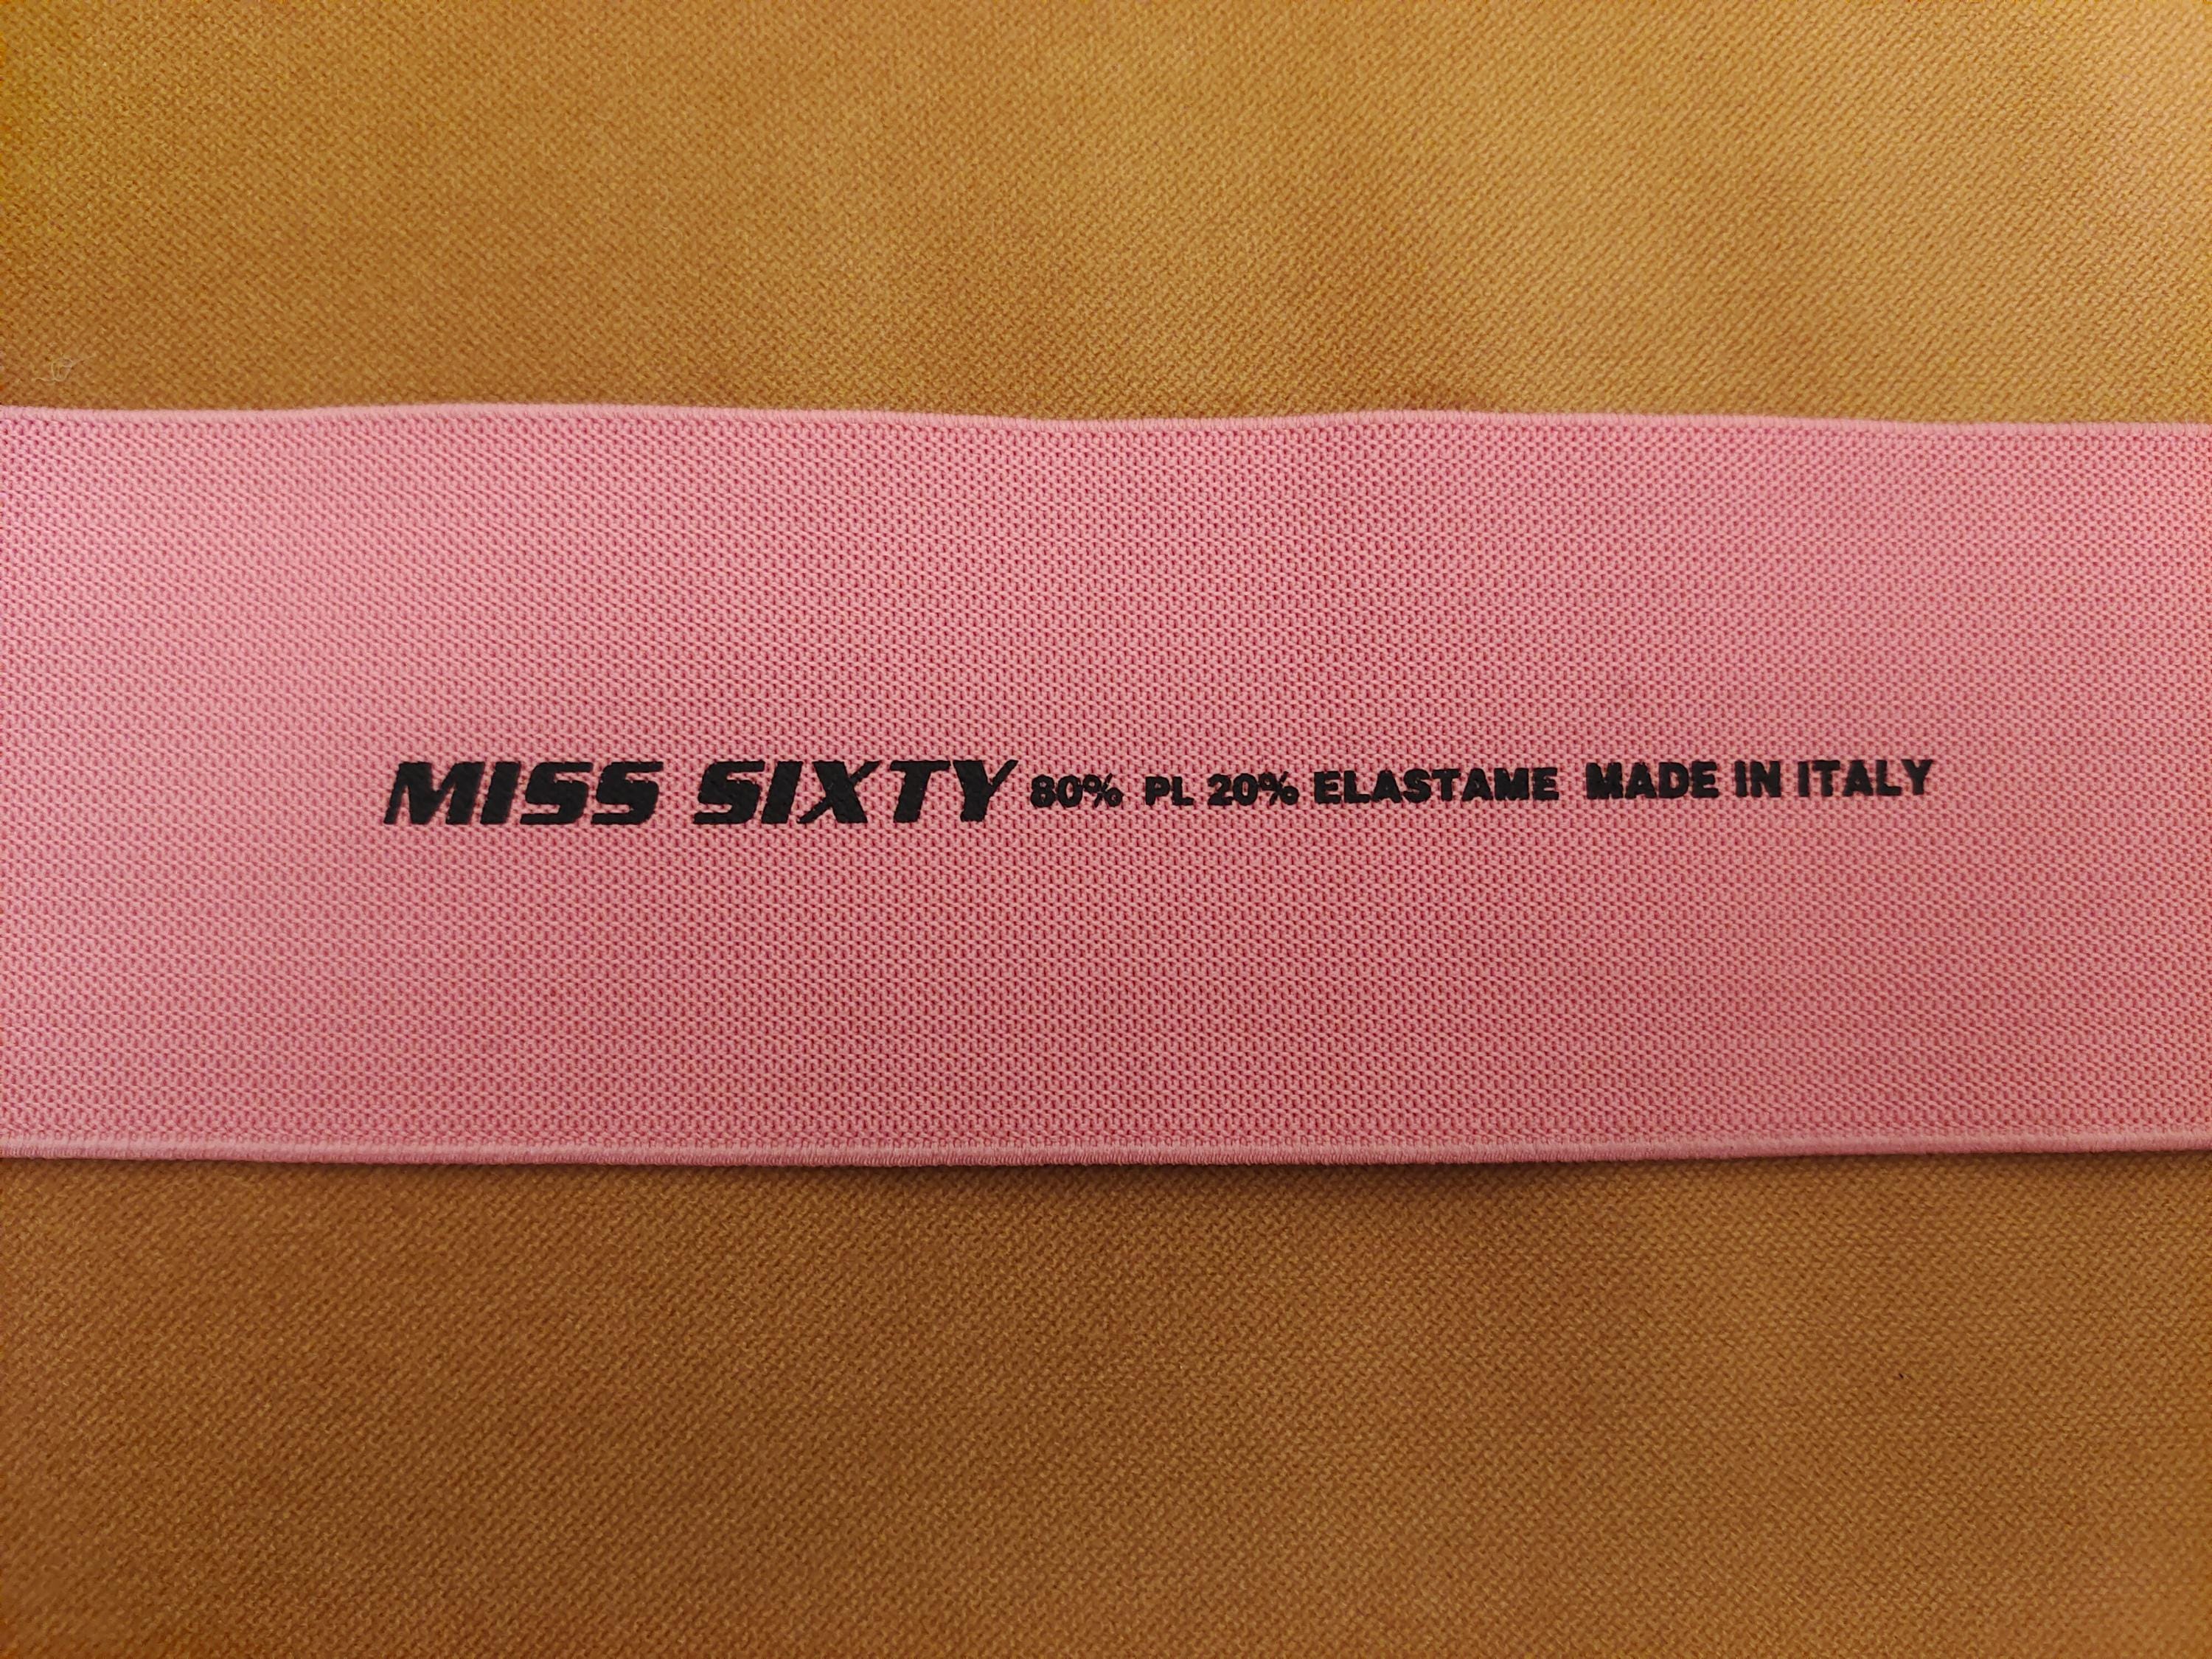 MISS SIXTY 80% PL 20% ELASTAME MADE IN ITALY